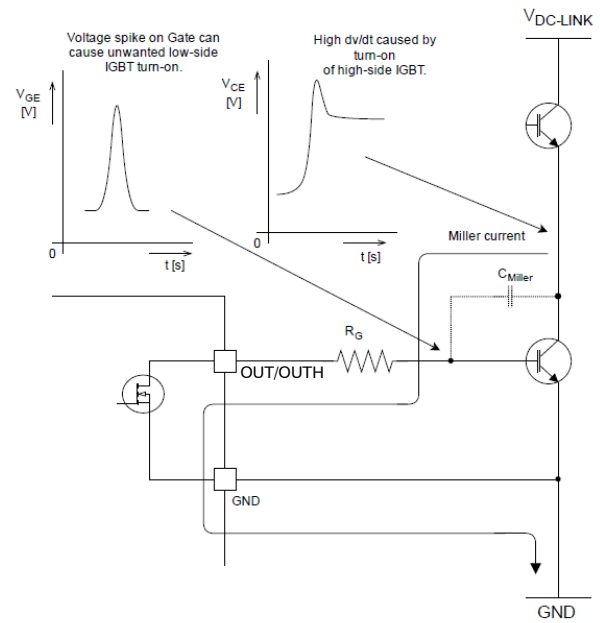 Voltage spike on Gate can
cause unwanted low-side
IGBT turn-on.
High dv/dt caused by
turn-on
of high-side IGBT.
VDC-LINK
VGE
[V]
VCE
[V]
0
t [s]
0
t [s]
Miller current
CMiller
RG
OUT/OUTH
GND
GND